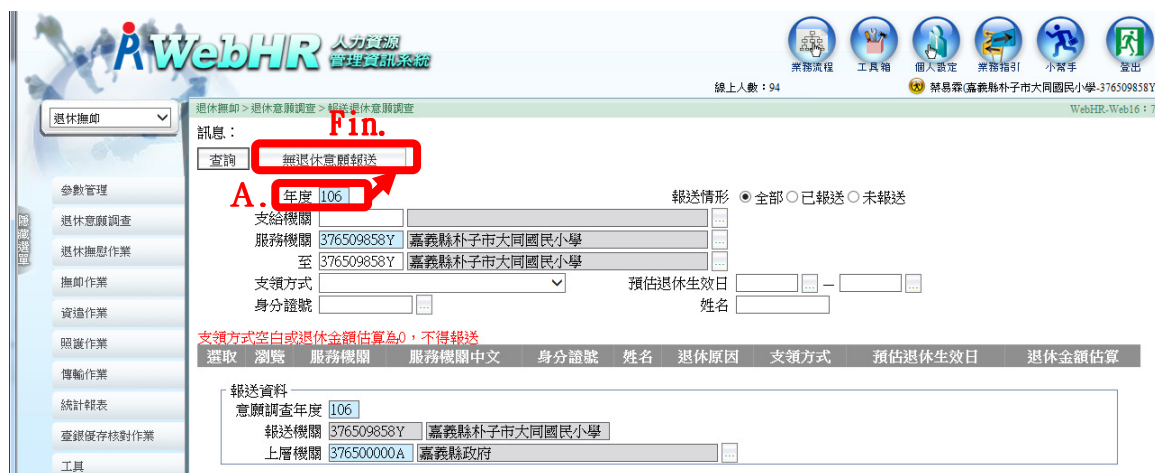 WebHR 人力資源
管理資訊系統
業務流程 工具箱 個人設定 業務指引 小幫手 登出
線上人數：94
(嘉義縣朴子市大同國民小學-376509858Y
退休撫卹
退休撫卹>退休意願調查>報送退休意願調查
WebHR-Web16：7
訊息：
Fin.
查詢 無退休意願報送
A. 年度 106 報送情形 全部 已報送 未報送
支給機關
服務機關 376509858Y 嘉義縣朴子市大同國民小學
至 376509858Y 嘉義縣朴子市大同國民小學
支領方式 預估退休生效日 —
身分證號 姓名
支領方式空白或退休金額估算為0，不得報送
選取 瀏覽 服務機關 服務機關中文 身分證號 姓名 退休原因 支領方式 預估退休生效日 退休金額估算
報送資料
意願調查年度 106
報送機關 376509858Y 嘉義縣朴子市大同國民小學
上層機關 376500000A 嘉義縣政府
隱藏選單
參數管理
退休意願調查
退休撫慰作業
撫卹作業
資遣作業
照護作業
傳輸作業
統計報表
臺銀優存核對作業
工具